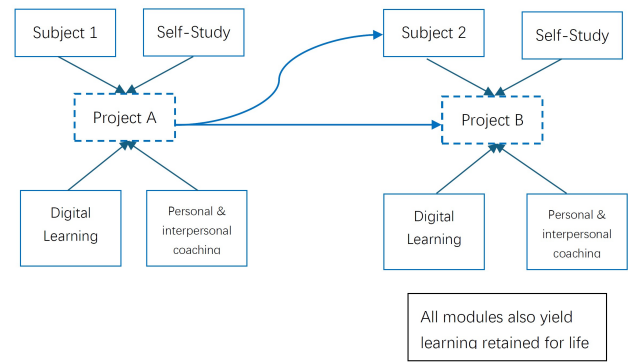 Subject 1
Self-Study
Subject 2
Self-Study
Project A
Project B
Digital
Learning
Personal &
interpersonal
coaching
Digital
Learning
Personal &
interpersonal
coaching
All modules also yield
learning retained for life